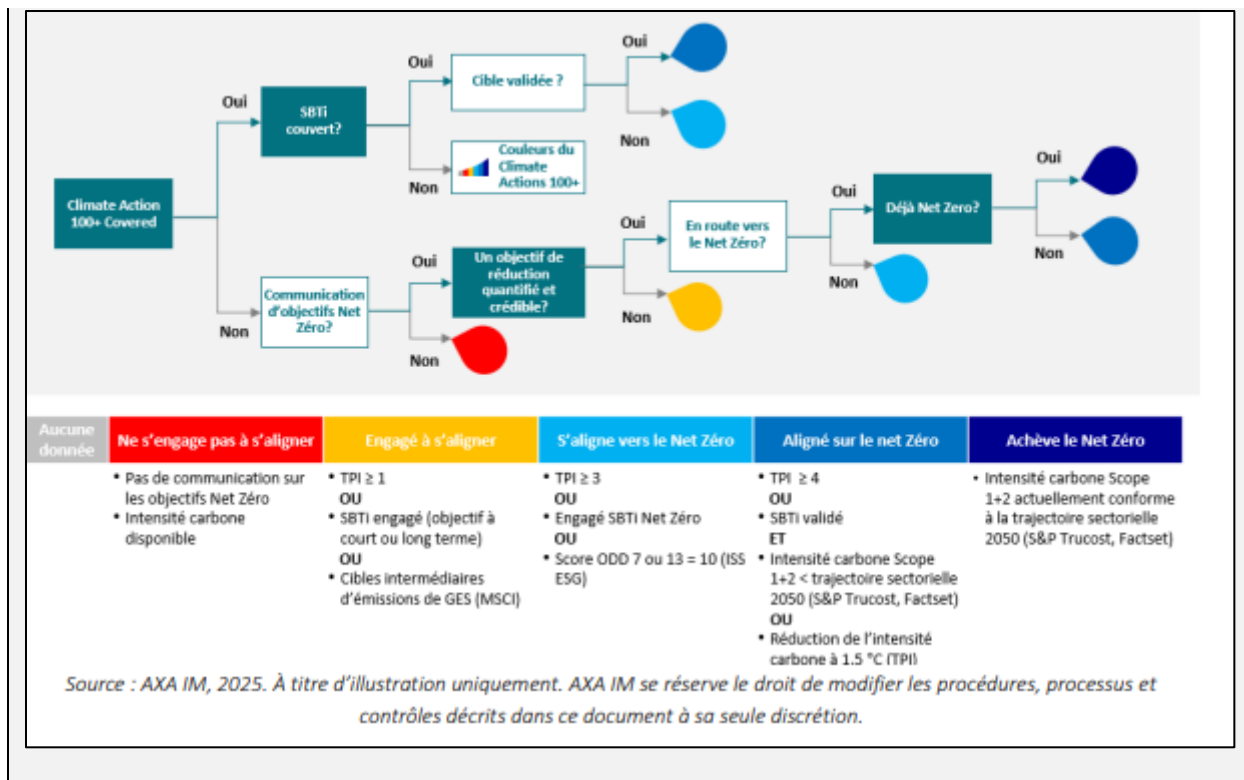 Oui
Oui
Cible validée ?
Oui
SBTi
couvert?
Non
Couleurs du
Climate
Actions 100+
Non
Oui
Oui
Climate Action
100+ Covered
Oui
En route vers
le Net Zéro?
Déjà Net Zero?
Oui
Un objectif de
réduction
quantifié et
crédible?
Non
Communication
d'objectifs Net
Zéro?
Non
Non
Non
Non
Aucune
donnée
Ne s'engage pas à s'aligner
Engagé à s'aligner
S'aligne vers le Net Zéro
Aligné sur le net Zéro
Achève le Net Zéro
• Pas de communication sur
les objectifs Net Zéro
• Intensité carbone
disponible
• TPI ≥ 1
OU
• SBTi engagé (objectif à
court ou long terme)
OU
• Cibles intermédiaires
d'émissions de GES (MSCI)
• TPI ≥ 3
OU
• Engagé SBTi Net Zéro
OU
• Score ODD 7 ou 13 = 10 (ISS
ESG)
• TPI ≥ 4
OU
• SBTi validé
ET
• Intensité carbone Scope
1+2 < trajectoire sectorielle
2050 (S&P Trucost, Factset)
OU
• Réduction de l'intensité
carbone à 1.5 °C (TPI)
• Intensité carbone Scope
1+2 actuellement conforme
à la trajectoire sectorielle
2050 (S&P Trucost, Factset)
Source : AXA IM, 2025. À titre d'illustration uniquement. AXA IM se réserve le droit de modifier les procédures, processus et
contrôles décrits dans ce document à sa seule discrétion.